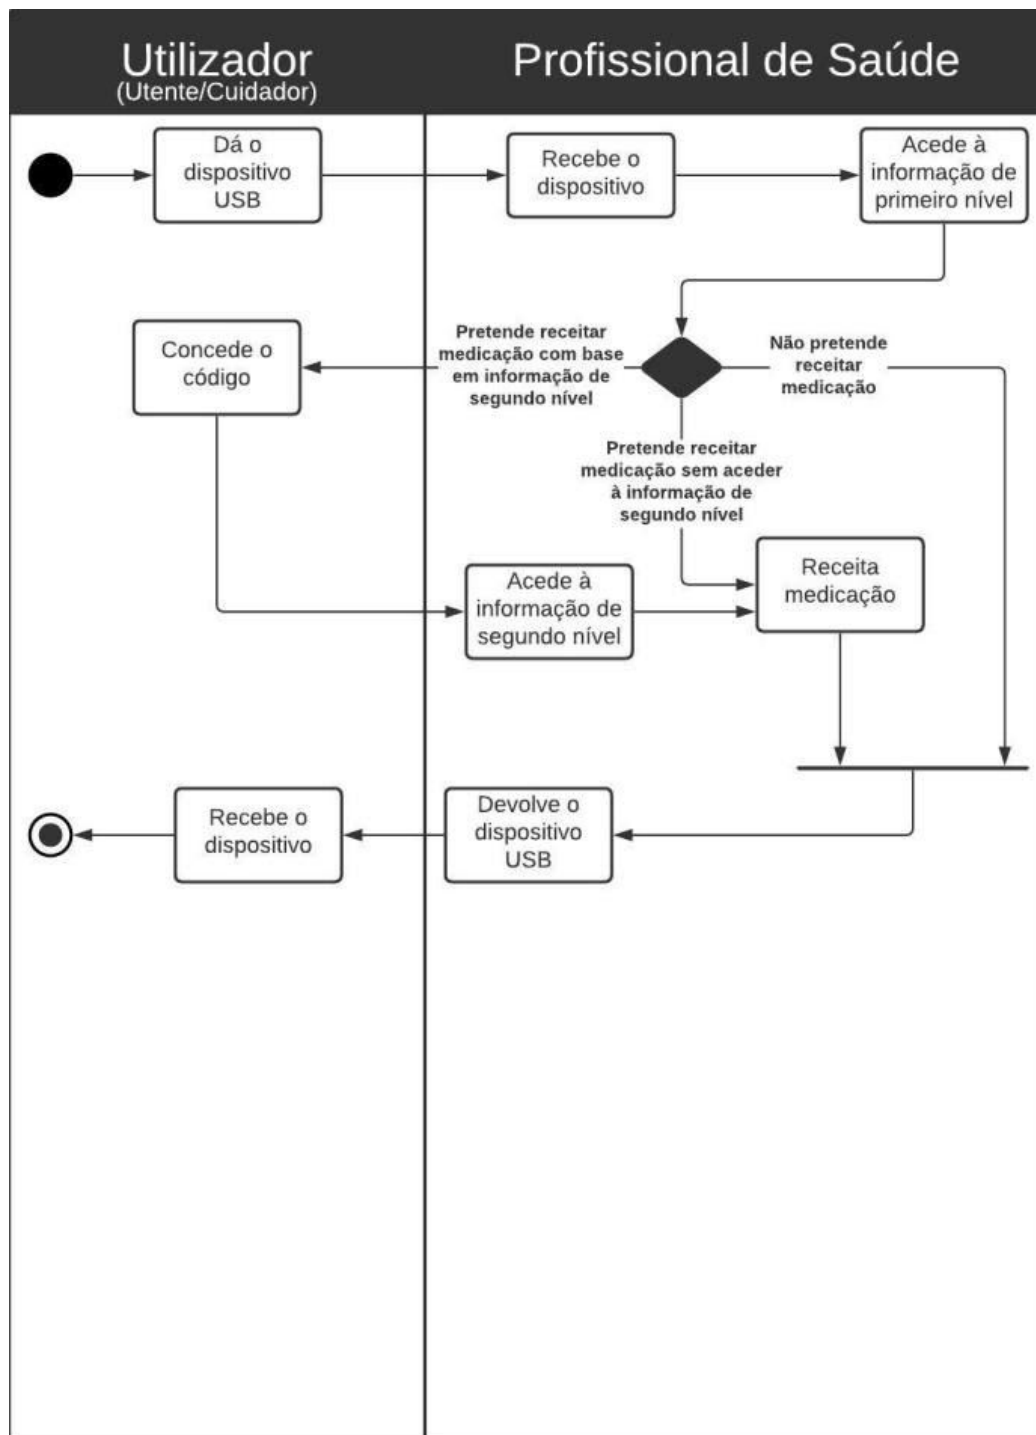 Utilizador
(Utente/Cuidador)
Profissional de Saúde
Dá o
dispositivo
USB
Recebe o
dispositivo
Acede à
informação de
primeiro nível
Concede o
código
Pretende receitar
medicação com base
em informação de
segundo nível
Não pretende
receitar
medicação
Pretende receitar
medicação sem aceder
à informação de
segundo nível
Acede à
informação de
segundo nível
Receita
medicação
Recebe o
dispositivo
Devolve o
dispositivo
USB